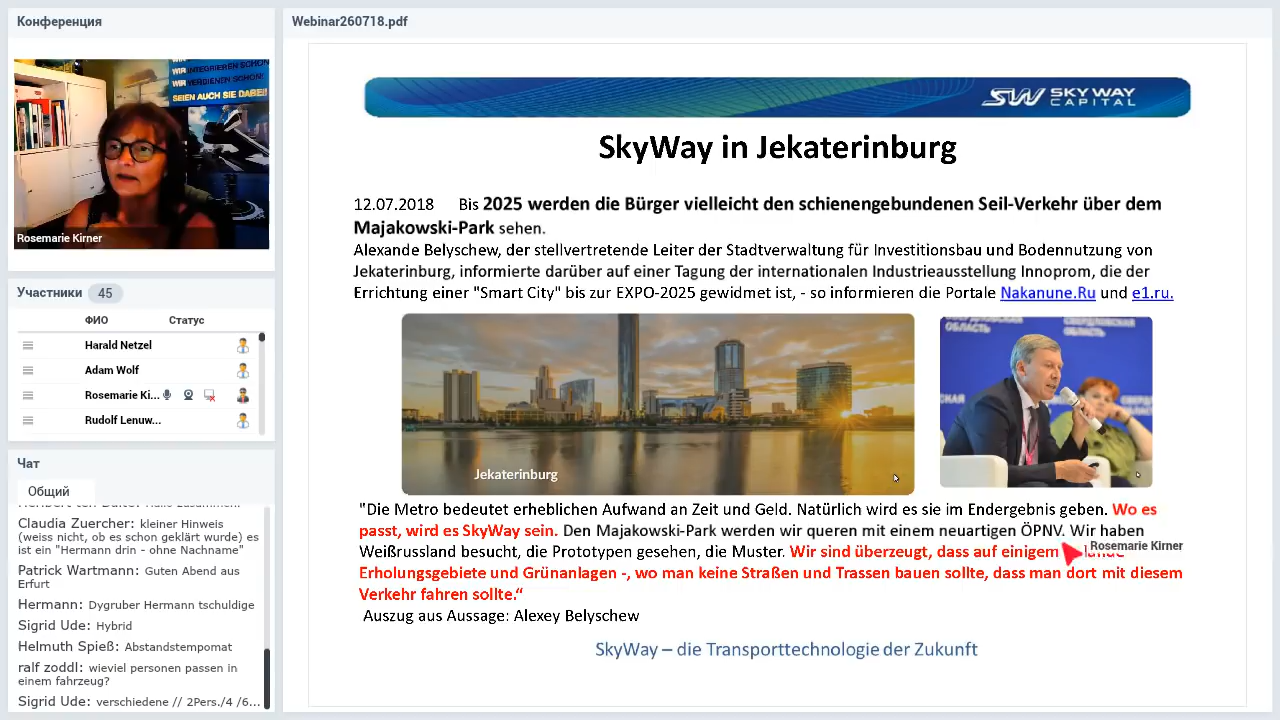 Конференция
WIR INTEGRIEREN SCHON!
WIR VERDIENEN SCHON!
SEIEN AUCH SIE DABEI!
Rosemarie Kirner
Участники 45
ФИО Статус
Harald Netzel
Adam Wolf
Rosemarie Ki...
Rudolf Lenuw...
Чат
Общий
Claudia Zuercher: kleiner Hinweis
(weiss nicht, ob es schon geklärt wurde) es
ist ein "Hermann drin - ohne Nachname"
Patrick Wartmann: Guten Abend aus
Erfurt
Hermann: Dygruber Hermann tschuldige
Sigrid Ude: Hybrid
Helmuth Spieß: Abstandstempomat
ralf zoddl: wieviel personen passen in
einem fahrzeug?
Sigrid Ude: verschiedene // 2Pers./4 /6...
Webinar260718.pdf
SW SKY WAY
CAPITAL
SkyWay in Jekaterinburg
12.07.2018 Bis 2025 werden die Bürger vielleicht den schienengebundenen Seil-Verkehr über dem
Majakowski-Park sehen.
Alexande Belyschew, der stellvertretende Leiter der Stadtverwaltung für Investitionsbau und Bodennutzung von
Jekaterinburg, informierte darüber auf einer Tagung der internationalen Industrieausstellung Innoprom, die der
Errichtung einer "Smart City" bis zur EXPO-2025 gewidmet ist, - so informieren die Portale Nakanune.Ru und e1.ru.
Jekaterinburg
ОБЛАСТЬ
"Die Metro bedeutet erheblichen Aufwand an Zeit und Geld. Natürlich wird es sie im Endergebnis geben. Wo es
passt, wird es SkyWay sein. Den Majakowski-Park werden wir queren mit einem neuartigen ÖPNV. Wir haben
Weißrussland besucht, die Prototypen gesehen, die Muster. Wir sind überzeugt, dass auf einigem
Rosemarie Kirner
Erholungsgebiete und Grünanlagen -, wo man keine Straßen und Trassen bauen sollte, dass man dort mit diesem
Verkehr fahren sollte.“
Auszug aus Aussage: Alexey Belyschew
SkyWay – die Transporttechnologie der Zukunft